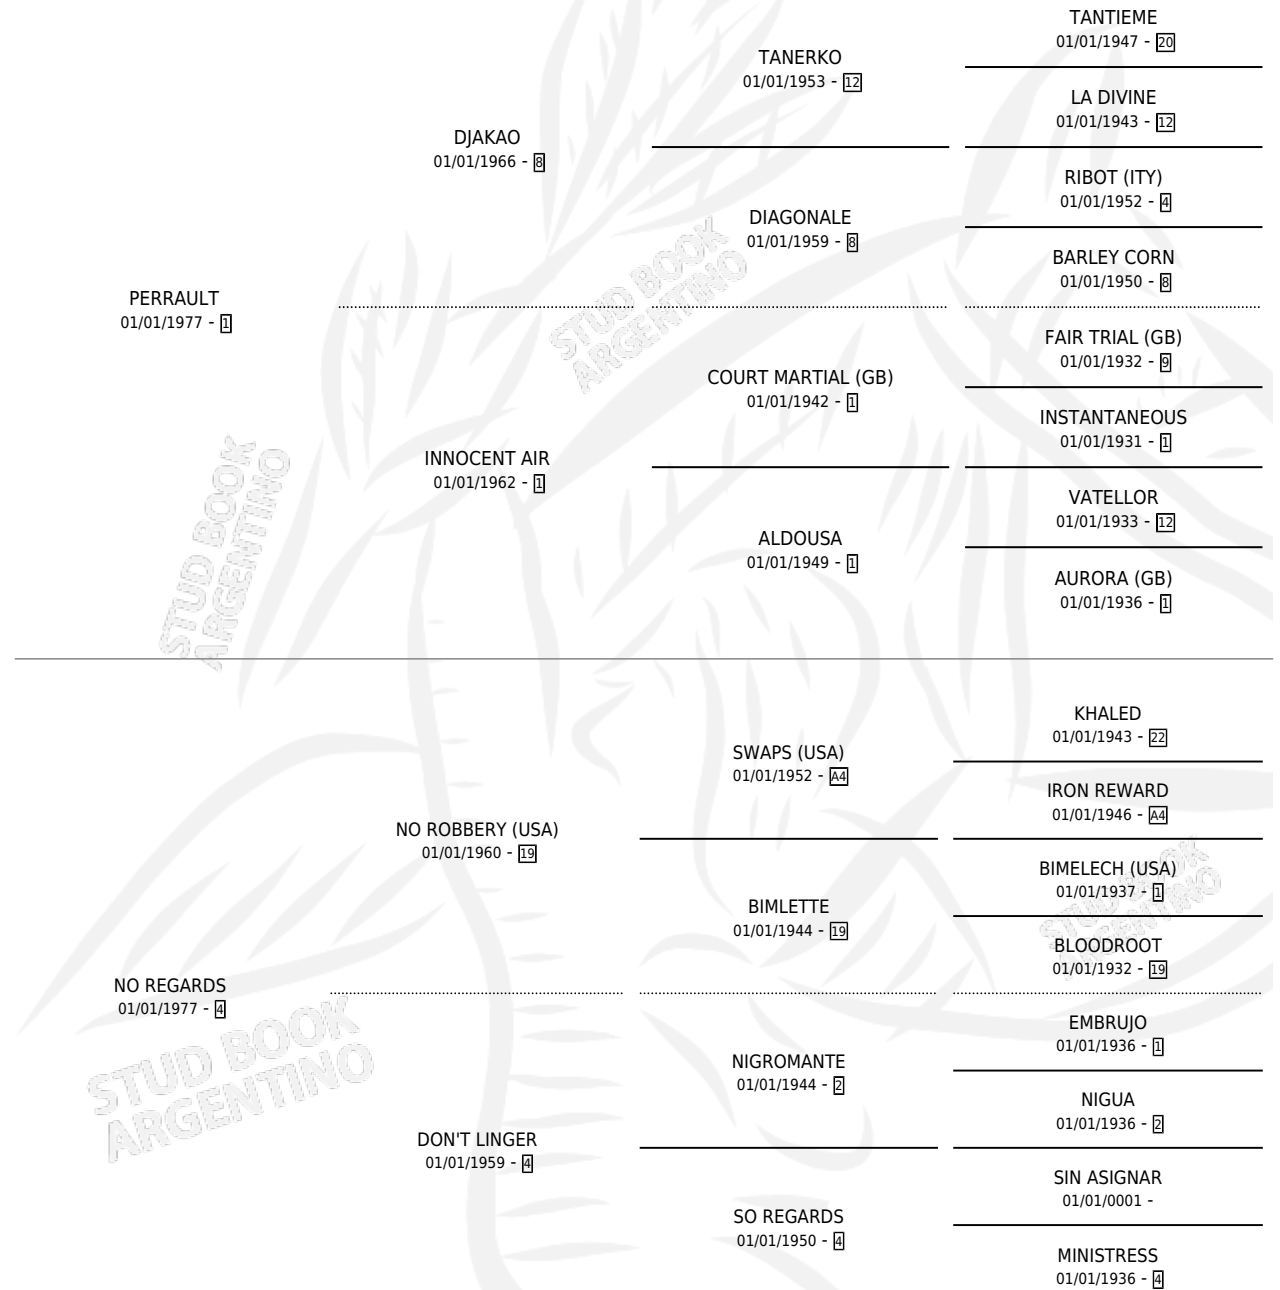 TANTIEME
01/01/1947 - 20
TANERKO
01/01/1953 - 12
LA DIVINE
01/01/1943 - 12
DJAKAO
01/01/1966 - 8
RIBOT (ITY)
01/01/1952 - 4
DIAGONALE
01/01/1959 - 8
BARLEY CORN
01/01/1950 - 8
PERRAULT
01/01/1977 - 1
STUD BOOK
ARGENTINO
FAIR TRIAL (GB)
01/01/1932 - 9
COURT MARTIAL (GB)
01/01/1942 - 1
INSTANTANEOUS
01/01/1931 - 1
INNOCENT AIR
01/01/1962 - 1
VATELLOR
01/01/1933 - 12
ALDOUSA
01/01/1949 - 1
AURORA (GB)
01/01/1936 - 1
STUD BOOK
ARGENTINO
KHALED
01/01/1943 - 22
SWAPS (USA)
01/01/1952 - A4
IRON REWARD
01/01/1946 - A4
NO ROBBERY (USA)
01/01/1960 - 19
BIMELECH (USA)
01/01/1937 - 1
BIMLETTE
01/01/1944 - 19
BLOODROOT
01/01/1932 - 19
STUD BOOK
ARGENTINO
NO REGARDS
01/01/1977 - 4
EMBRUJO
01/01/1936 - 1
NIGROMANTE
01/01/1944 - 2
NIGUA
01/01/1936 - 2
STUD BOOK
ARGENTINO
DON'T LINGER
01/01/1959 - 4
SIN ASIGNAR
01/01/0001 -
SO REGARDS
01/01/1950 - 4
MINISTRESS
01/01/1936 - 4